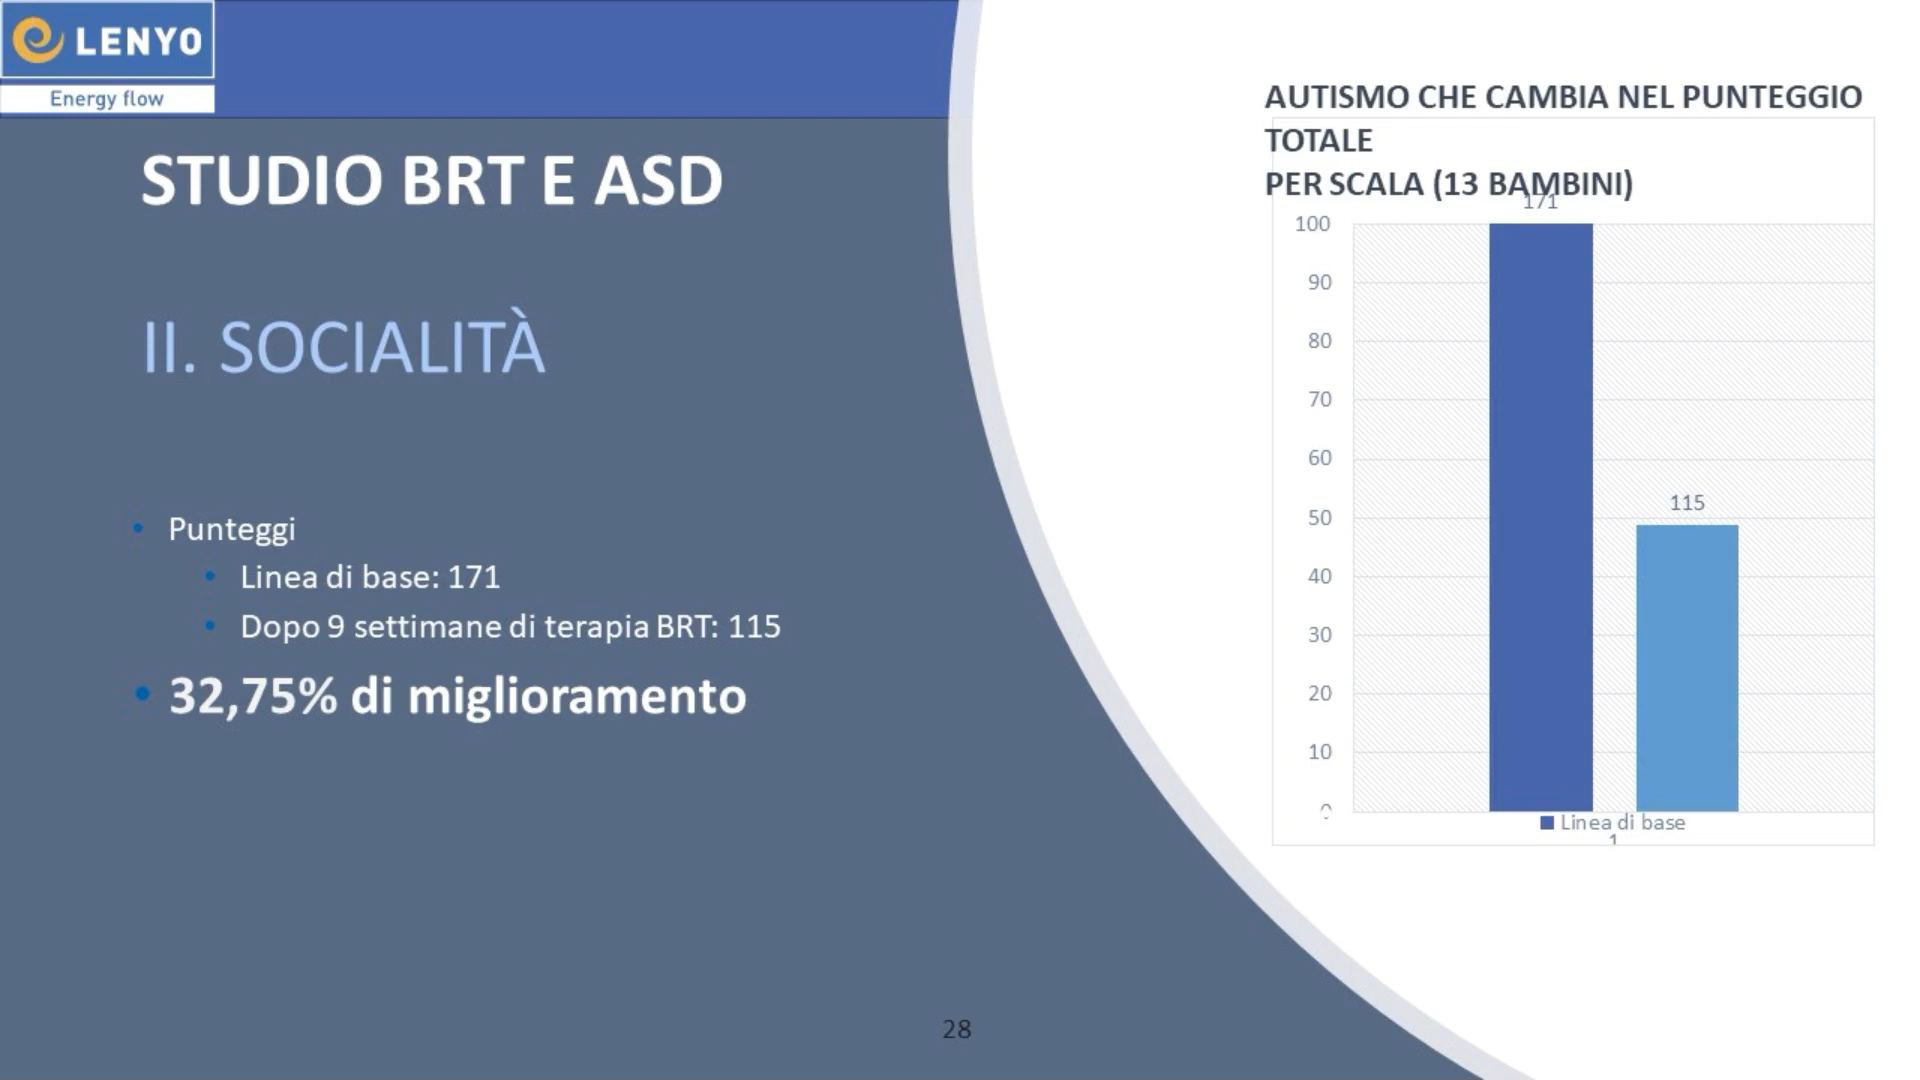 LENYO
Energy flow
STUDIO BRT E ASD
II. SOCIALITÀ
• Punteggi
• Linea di base: 171
• Dopo 9 settimane di terapia BRT: 115
• 32,75% di miglioramento
AUTISMO CHE CAMBIA NEL PUNTEGGIO
TOTALE
PER SCALA (13 BAMBINI)
171
100
90
80
70
60
115
50
40
30
20
10
0
Linea di base
1
28